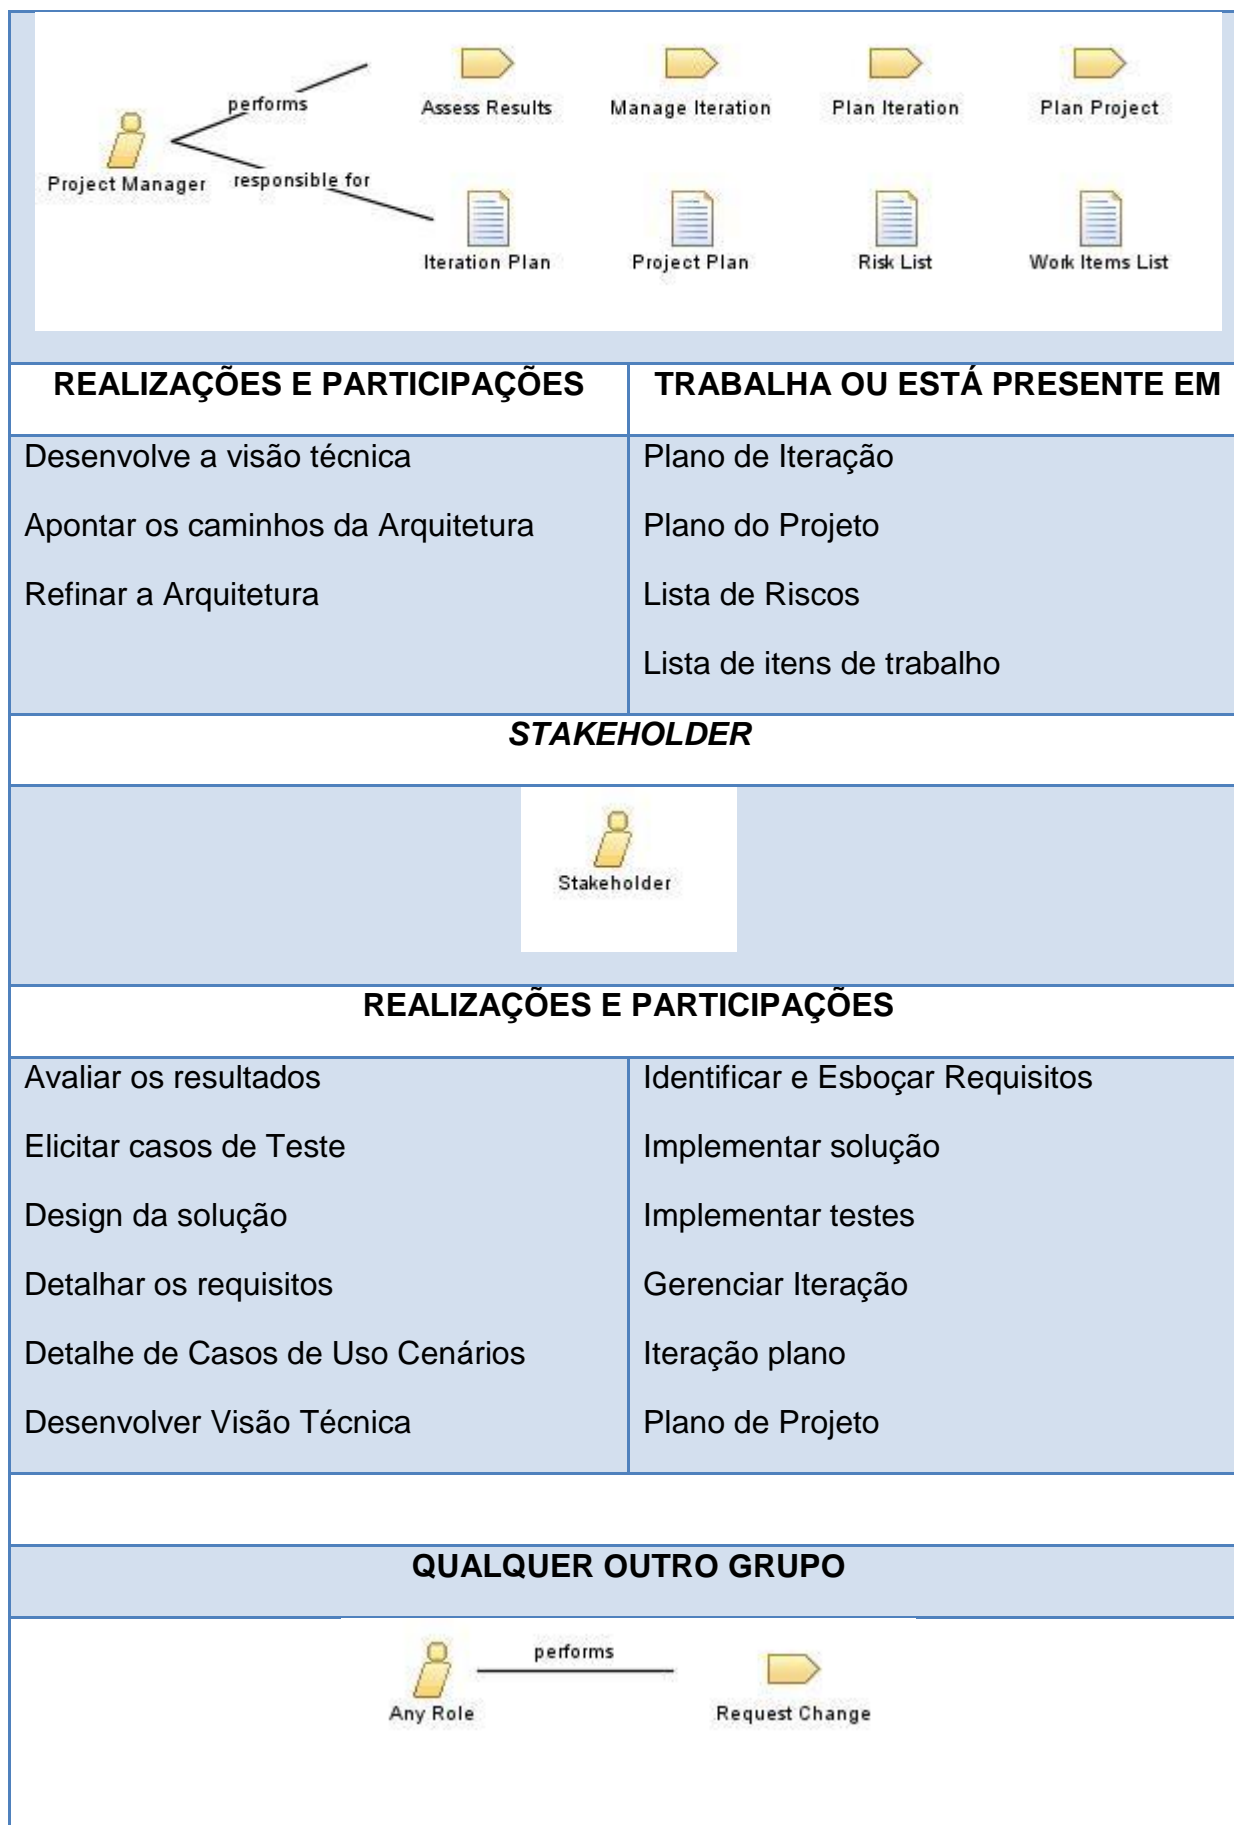 performs
Assess Results
Manage Iteration
Plan Iteration
Plan Project
Project Manager
responsible for
Iteration Plan
Project Plan
Risk List
Work Items List
REALIZAÇÕES E PARTICIPAÇÕES
TRABALHA OU ESTÁ PRESENTE EM
Desenvolve a visão técnica
Apontar os caminhos da Arquitetura
Refinar a Arquitetura
Plano de Iteração
Plano do Projeto
Lista de Riscos
Lista de itens de trabalho
STAKEHOLDER
Stakeholder
REALIZAÇÕES E PARTICIPAÇÕES
Avaliar os resultados
Elicitar casos de Teste
Design da solução
Detalhar os requisitos
Detalhe de Casos de Uso Cenários
Desenvolver Visão Técnica
Identificar e Esboçar Requisitos
Implementar solução
Implementar testes
Gerenciar Iteração
Iteração plano
Plano de Projeto
QUALQUER OUTRO GRUPO
performs
Any Role
Request Change